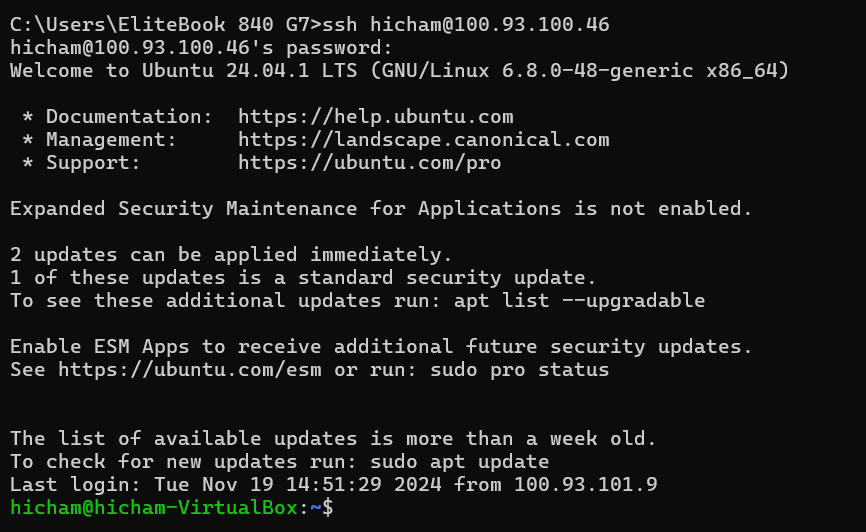 C:\Users\EliteBook 840 G7>ssh hicham@100.93.100.46
hicham@100.93.100.46's password:
Welcome to Ubuntu 24.04.1 LTS (GNU/Linux 6.8.0-48-generic x86_64)

 * Documentation:  https://help.ubuntu.com
 * Management:     https://landscape.canonical.com
 * Support:        https://ubuntu.com/pro

Expanded Security Maintenance for Applications is not enabled.

2 updates can be applied immediately.
1 of these updates is a standard security update.
To see these additional updates run: apt list --upgradable

Enable ESM Apps to receive additional future security updates.
See https://ubuntu.com/esm or run: sudo pro status


The list of available updates is more than a week old.
To check for new updates run: sudo apt update
Last login: Tue Nov 19 14:51:29 2024 from 100.93.101.9
hicham@hicham-VirtualBox:~$